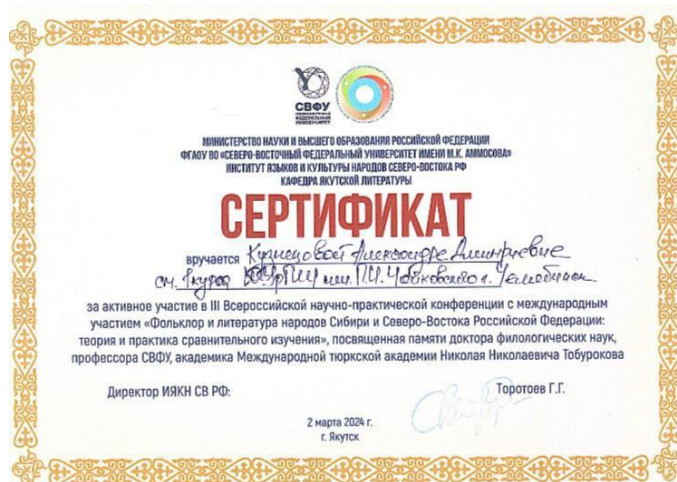 СВФУ
СЕВЕРО-ВОСТОЧНЫЙ
ФЕДЕРАЛЬНЫЙ
УНИВЕРСИТЕТ
МИНИСТЕРСТВО НАУКИ И ВЫСШЕГО ОБРАЗОВАНИЯ РОССИЙСКОЙ ФЕДЕРАЦИИ
ФГАОУ ВО «СЕВЕРО-ВОСТОЧНЫЙ ФЕДЕРАЛЬНЫЙ УНИВЕРСИТЕТ ИМЕНИ М.К. АММОСОВА»
ИНСТИТУТ ЯЗЫКОВ И КУЛЬТУРЫ НАРОДОВ СЕВЕРО-ВОСТОКА РФ
КАФЕДРА ЯКУТСКОЙ ЛИТЕРАТУРЫ
СЕРТИФИКАТ
вручается Кузнецовой Александре Дмитриевне
им. П.И. Чайковского г. Челябинск
за активное участие в III Всероссийской научно-практической конференции с международным
участием «Фольклор и литература народов Сибири и Северо-Востока Российской Федерации:
теория и практика сравнительного изучения», посвященная памяти доктора филологических наук,
профессора СВФУ, академика Международной тюркской академии Николая Николаевича Тобурокова
Директор ИЯКН СВ РФ:
Торотоев Г.Г.
2 марта 2024 г.
г. Якутск